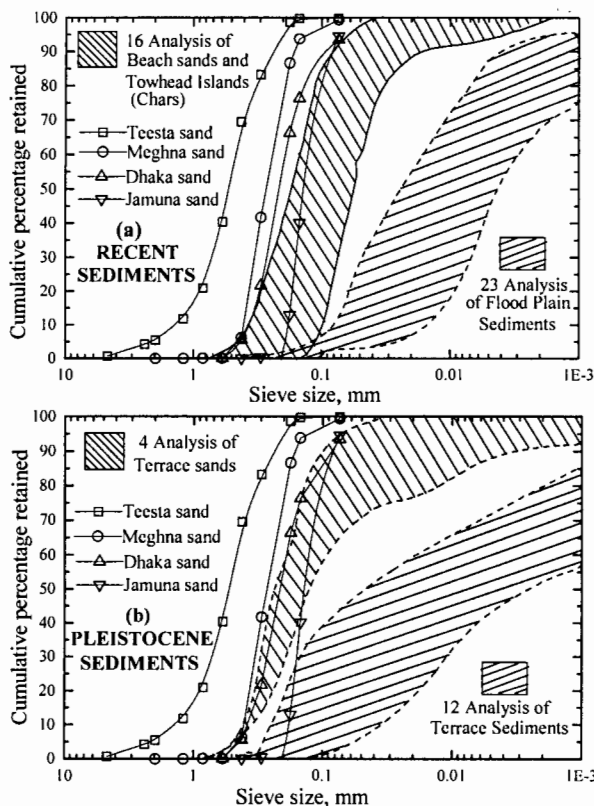 100
90
80
70
60
50
40
30
20
10
0
Cumulative percentage retained
16 Analysis of
Beach sands and
Towhead Islands
(Chars)
Teesta sand
Meghna sand
Dhaka sand
Jamuna sand
(a)
RECENT
SEDIMENTS
23 Analysis
of Flood Plain
Sediments
10
1
0.1
0.01
1E-3
Sieve size, mm
100
90
80
70
60
50
40
30
20
10
0
Cumulative percentage retained
4 Analysis of
Terrace sands
Teesta sand
Meghna sand
Dhaka sand
Jamuna sand
(b)
PLEISTOCENE
SEDIMENTS
12 Analysis of
Terrace Sediments
10
1
0.1
0.01
1E-3
Sieve size, mm